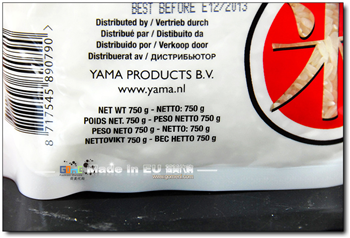 BEST BEFORE E12/2013
Distributed by / Vertrieb durch
Distribué par / Distibuito da
Distribuido por / Verkoop door
Distribuerat av / ДИСТРИБЬЮТОР
YAMA PRODUCTS B.V.
www.yama.nl
NET WT 750 g - NETTO: 750 g
POIDS NET. 750 g - PESO NETTO 750 g
PESO NETO 750 g - NETTO: 750 g
NETTOVIKT 750 g - ВЕС НЕТТО 750 g
8 717545 890790 >
Made in EU
米